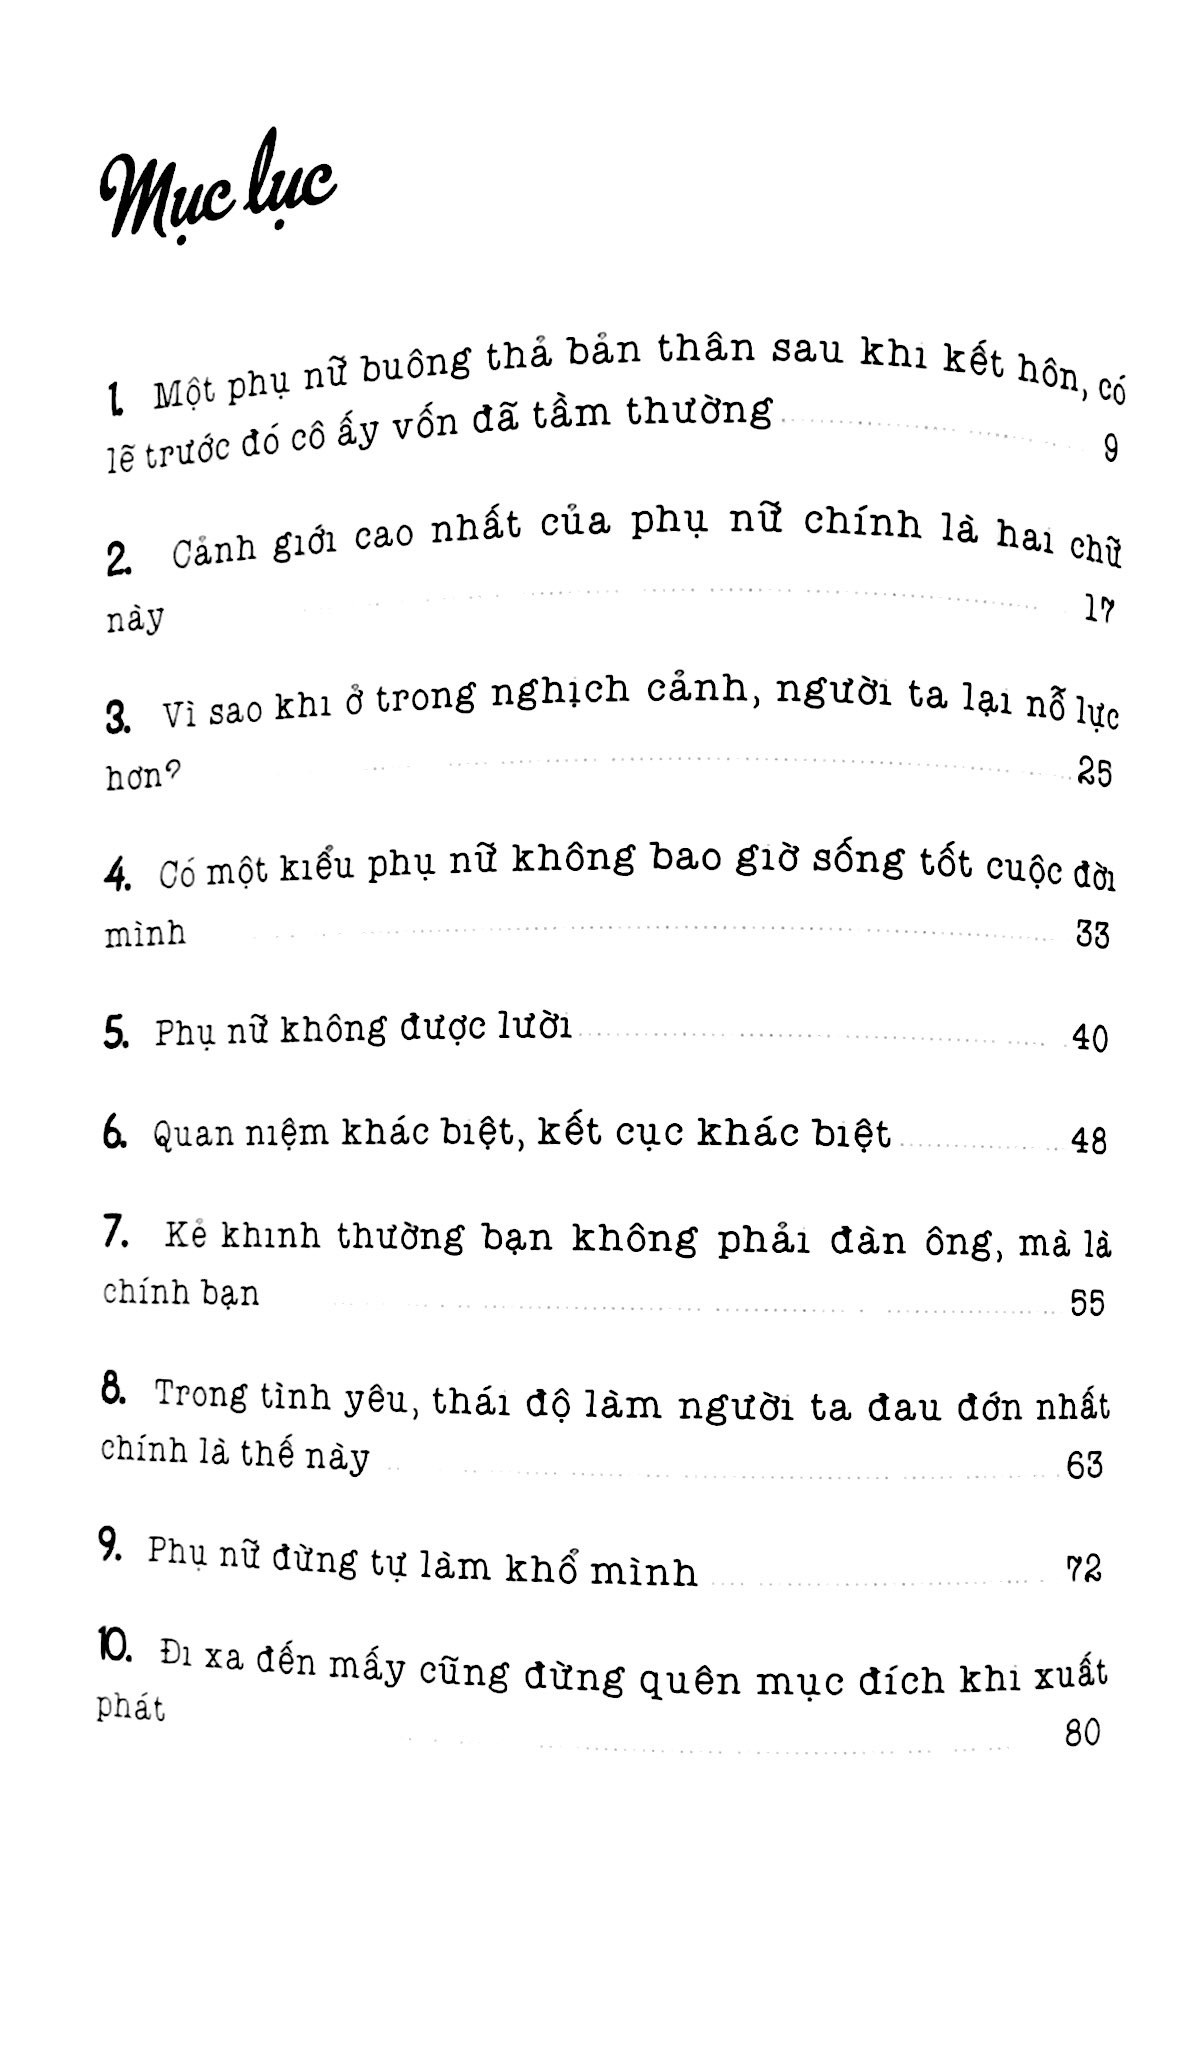 Mục lục
1. Một phụ nữ buông thả bản thân sau khi kết hôn, có
lẽ trước đó cô ấy vốn đã tầm thường 9
2. Cảnh giới cao nhất của phụ nữ chính là hai chữ
này 17
3. Vì sao khi ở trong nghịch cảnh, người ta lại nỗ lực
hơn? 25
4. Có một kiểu phụ nữ không bao giờ sống tốt cuộc đời
mình 33
5. Phụ nữ không được lười 40
6. Quan niệm khác biệt, kết cục khác biệt 48
7. Kẻ khinh thường bạn không phải đàn ông, mà là
chính bạn 55
8. Trong tình yêu, thái độ làm người ta đau đớn nhất
chính là thế này 63
9. Phụ nữ đừng tự làm khổ mình 72
10. Đi xa đến mấy cũng đừng quên mục đích khi xuất
phát 80